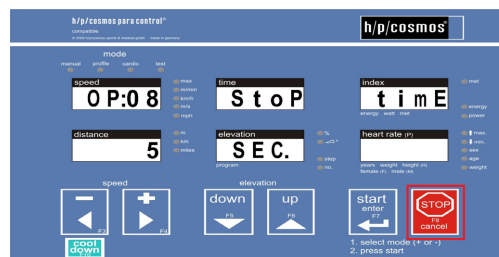 h/p/cosmos para control®
compatible
© 2009 h/p/cosmos sports & medical gmbh made in germany
h/p/cosmos®
mode
manual profile cardio test
speed
OP:08
max
m/min
km/h
m/s
mph
time
StoP
index
timE
energy watt met
met
energy
power
distance
5
m
km
miles
elevation
SEC.
program
%
step
no.
heart rate (P)
years weight height (H)
female (F) male (M)
max.
min.
sex
age
weight
speed
elevation
−
F3
+
F4
down
F5
up
F6
start
enter
F7
STOP
F8
cancel
cool
down
F10
1. select mode (+ or -)
2. press start